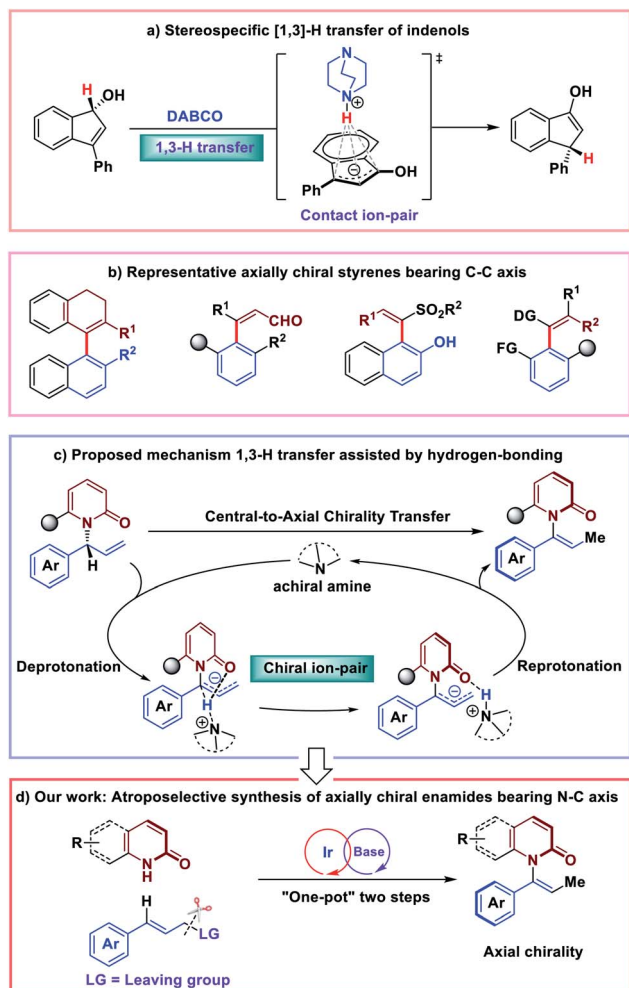 a) Stereospecific [1,3]-H transfer of indenols
H
OH
Ph
DABCO
1,3-H transfer
N
N
⊕
H
Ph
⊖
OH
Contact ion-pair
‡
OH
Ph
H
b) Representative axially chiral styrenes bearing C-C axis
R1
R2
R1
CHO
R2
R1
SO2R2
OH
R1
DG
R2
FG
c) Proposed mechanism 1,3-H transfer assisted by hydrogen-bonding
N
O
Ar
H
Central-to-Axial Chirality Transfer
N
achiral amine
N
O
Ar
Me
Deprotonation
N
O
Ar
⊖
H
⊕
N
Chiral ion-pair
N
O
Ar
⊖
H
⊕
N
Reprotonation
d) Our work: Atroposelective synthesis of axially chiral enamides bearing N-C axis
R
N
H
O
H
Ar
LG
LG = Leaving group
Ir
Base
"One-pot" two steps
R
N
O
Ar
Me
Axial chirality